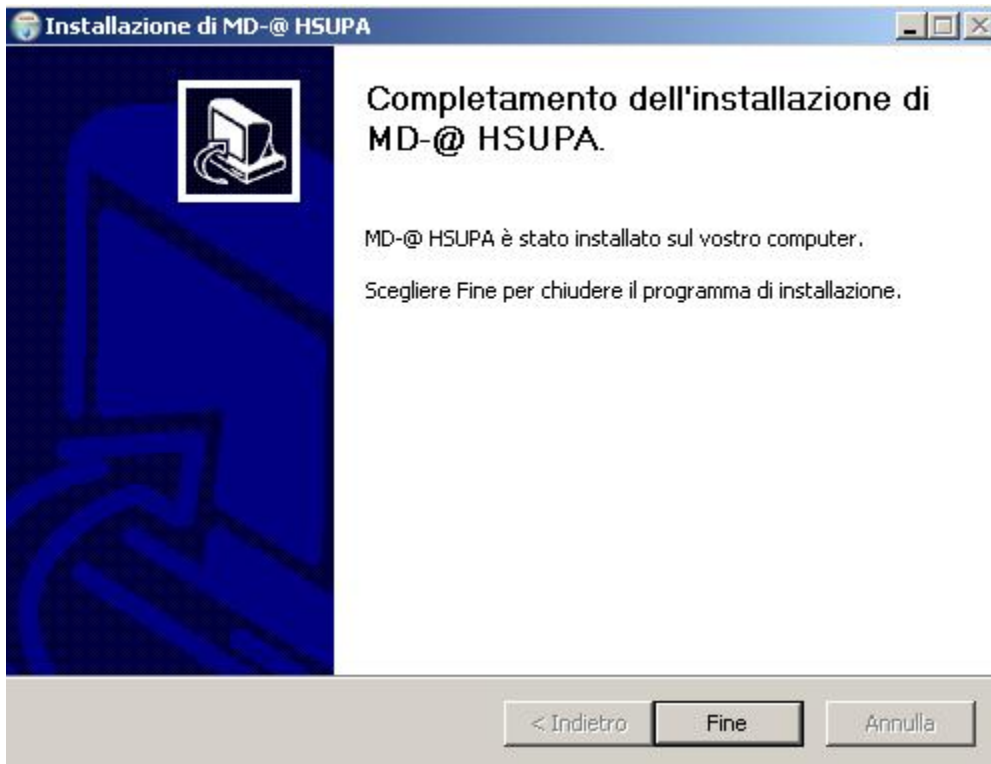 Installazione di MD-@ HSUPA
Completamento dell'installazione di
MD-@ HSUPA.
MD-@ HSUPA è stato installato sul vostro computer.
Scegliere Fine per chiudere il programma di installazione.
< Indietro
Fine
Annulla